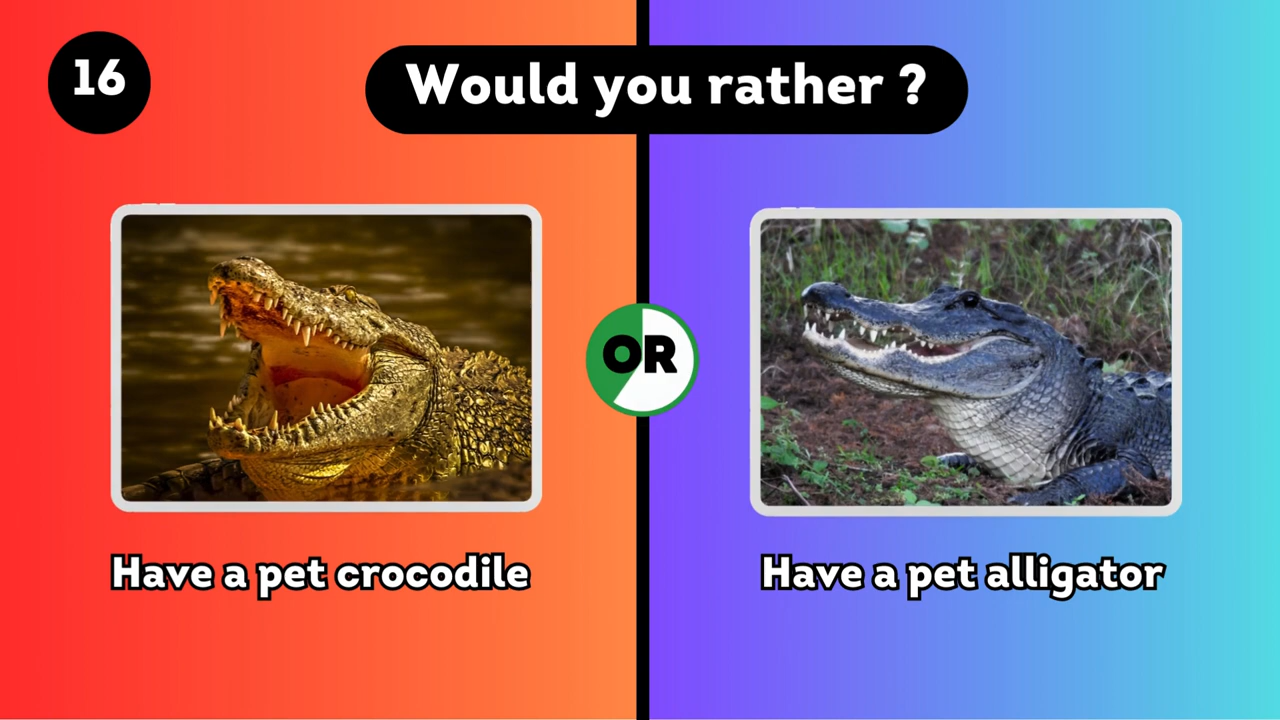 16
Would you rather ?
OR
Have a pet crocodile
Have a pet alligator